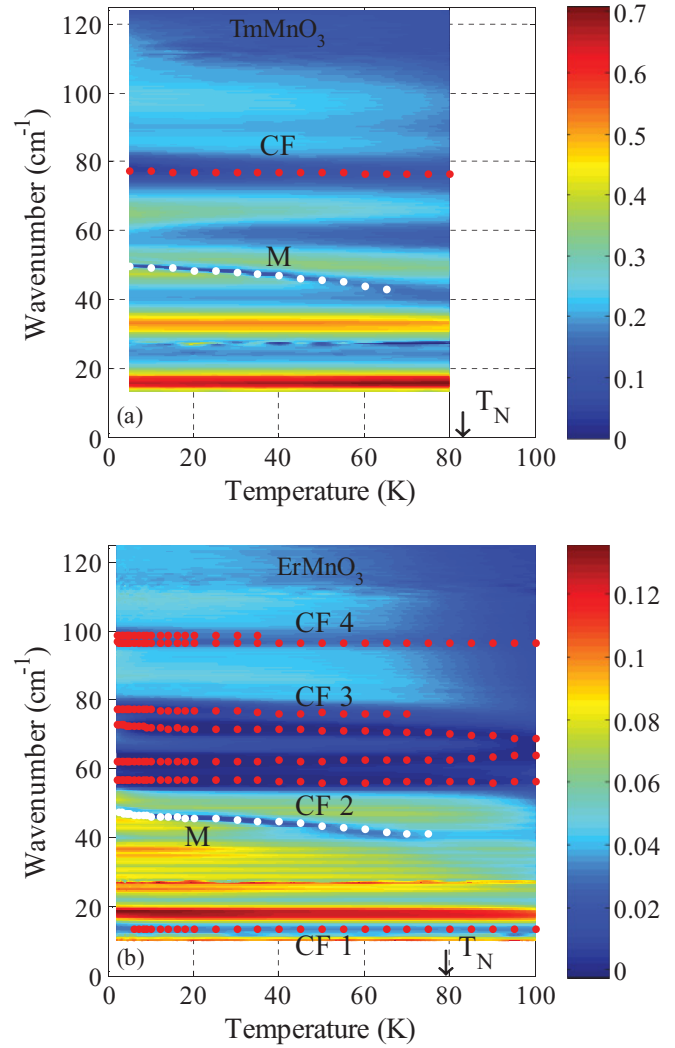 TmMnO3
120
100
80
60
40
20
0
Wavenumber (cm-1)
CF
M
(a)
TN
0 20 40 60 80 100
Temperature (K)
0.7
0.6
0.5
0.4
0.3
0.2
0.1
0
ErMnO3
120
100
80
60
40
20
0
Wavenumber (cm-1)
CF 4
CF 3
CF 2
M
CF 1
(b)
TN
0 20 40 60 80 100
Temperature (K)
0.12
0.1
0.08
0.06
0.04
0.02
0